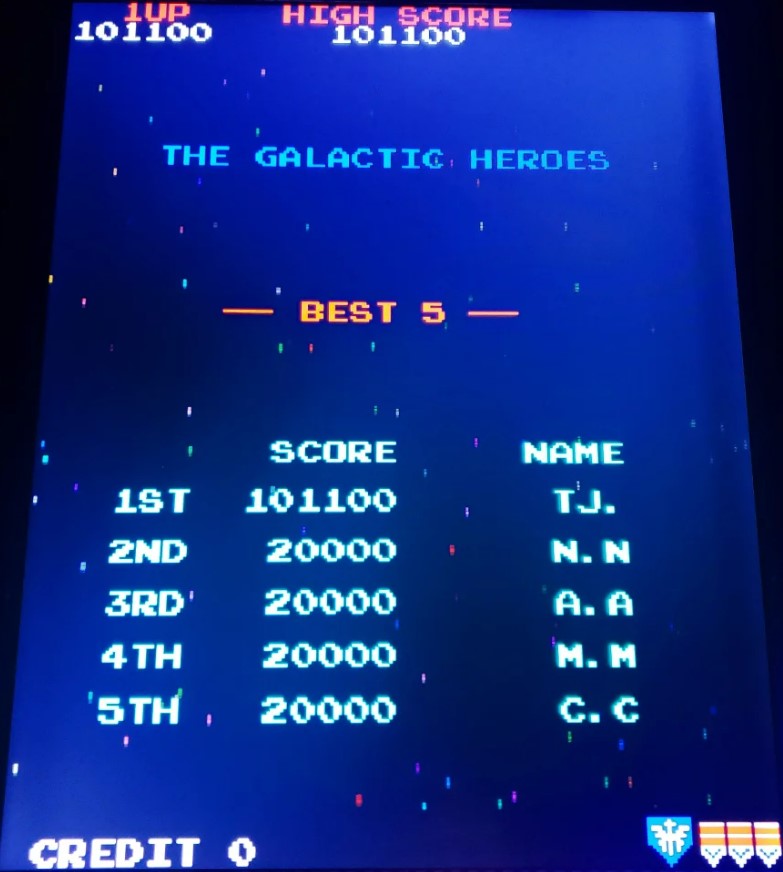 1UP HIGH SCORE
101100 101100
THE GALACTIC HEROES
— BEST 5 —
SCORE NAME
1ST 101100 TJ.
2ND 20000 N.N
3RD 20000 A.A
4TH 20000 M.M
5TH 20000 C.C
CREDIT 0